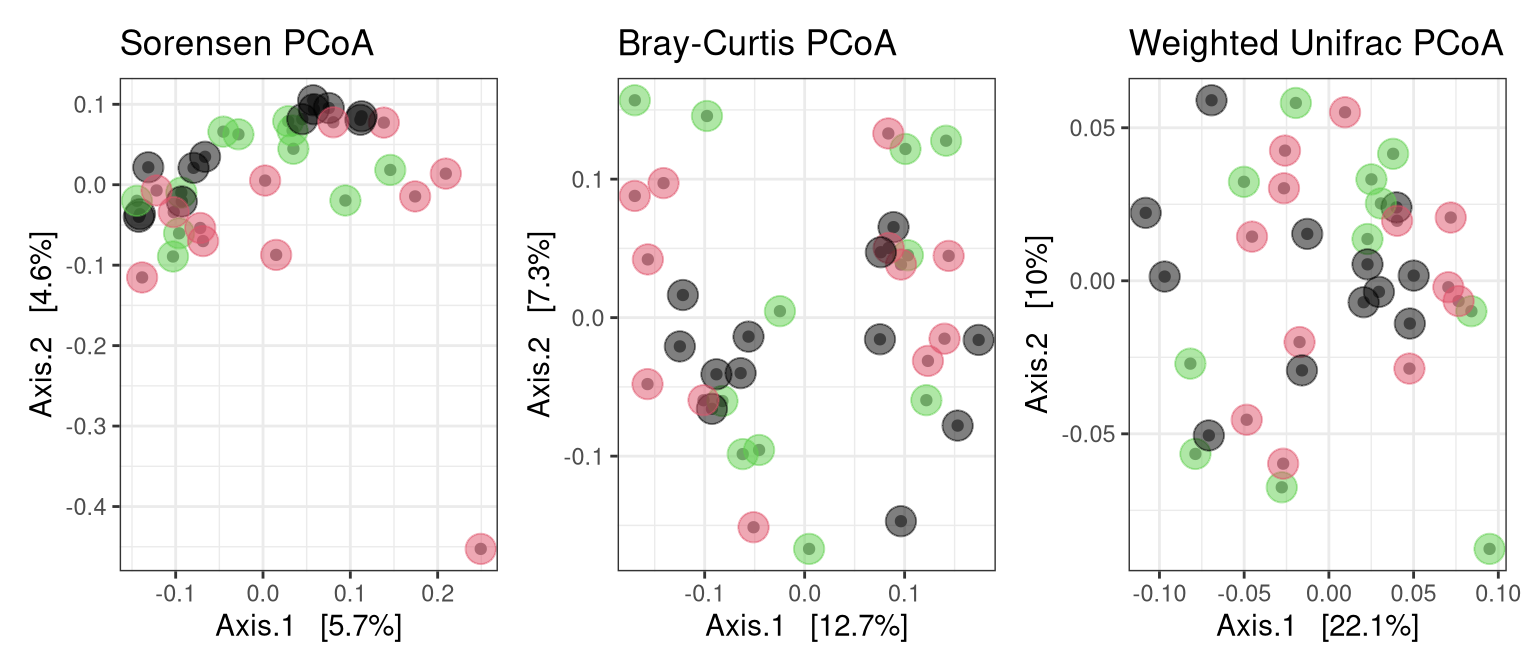 Sorensen PCoA
Axis.2   [4.6%]
0.1
0.0
-0.1
-0.2
-0.3
-0.4
-0.1 0.0 0.1 0.2
Axis.1   [5.7%]
Bray-Curtis PCoA
Axis.2   [7.3%]
0.1
0.0
-0.1
-0.1 0.0 0.1
Axis.1   [12.7%]
Weighted Unifrac PCoA
Axis.2   [10%]
0.05
0.00
-0.05
-0.10 -0.05 0.00 0.05 0.10
Axis.1   [22.1%]